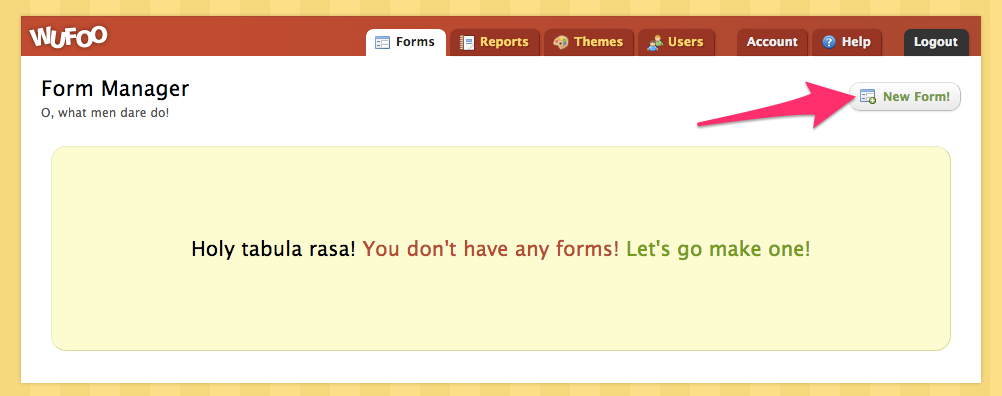 WUFOO
Forms
Reports
Themes
Users
Account
Help
Logout
Form Manager
O, what men dare do!
New Form!
Holy tabula rasa! You don't have any forms! Let's go make one!